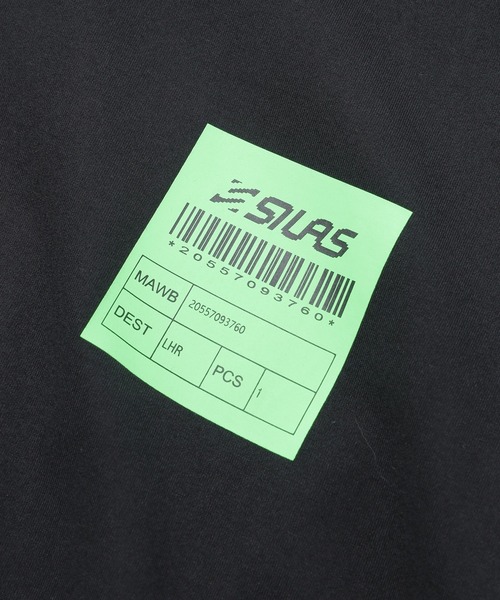 SILAS
*20557093760*
MAWB 20557093760
DEST LHR PCS 1